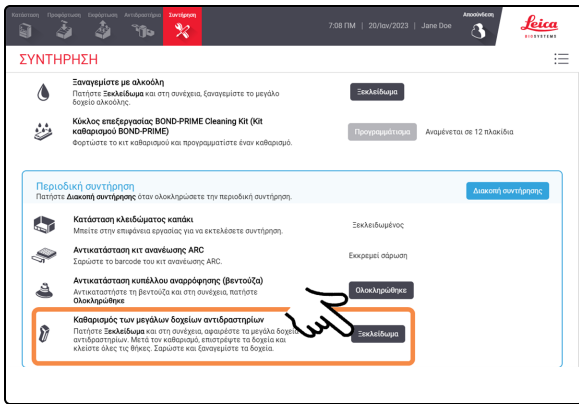 Κατάσταση Προφόρτωση Εκφόρτωση Αντιδραστήρια Συντήρηση
7:08 ΠΜ | 20/Ιαν/2023 | Jane Doe
Αποσύνδεση
Leica
BIOSYSTEMS
ΣΥΝΤΗΡΗΣΗ
Ξαναγεμίστε με αλκοόλη
Πατήστε Ξεκλείδωμα και στη συνέχεια, ξαναγεμίστε το μεγάλο
δοχείο αλκοόλης.
Ξεκλείδωμα
Κύκλος επεξεργασίας BOND-PRIME Cleaning Kit (Kit
καθαρισμού BOND-PRIME)
Φορτώστε το κιτ καθαρισμού και προγραμματίστε έναν καθαρισμό.
Προγραμμάτισμα
Αναμένεται σε 12 πλακίδια
Περιοδική συντήρηση
Πατήστε Διακοπή συντήρησης όταν ολοκληρώσετε την περιοδική συντήρηση.
Διακοπή συντήρησης
Κατάσταση κλειδώματος καπάκι
Μπείτε στην επιφάνεια εργασίας για να εκτελέσετε συντήρηση.
Ξεκλειδωμένος
Αντικατάσταση κιτ ανανέωσης ARC
Σαρώστε το barcode του κιτ ανανέωσης ARC.
Εκκρεμεί σάρωση
Αντικατάσταση κυπέλλου αναρρόφησης (βεντούζα)
Αντικαταστήστε τη βεντούζα και στη συνέχεια, πατήστε
Ολοκληρώθηκε
Ολοκληρώθηκε
Καθαρισμός των μεγάλων δοχείων αντιδραστηρίων
Πατήστε Ξεκλείδωμα και στη συνέχεια, αφαιρέστε τα μεγάλα δοχεία
αντιδραστηρίων. Μετά τον καθαρισμό, επιστρέψτε τα δοχεία και
κλείστε όλες τις θήκες. Σαρώστε και ξαναγεμίστε τα δοχεία.
Ξεκλείδωμα